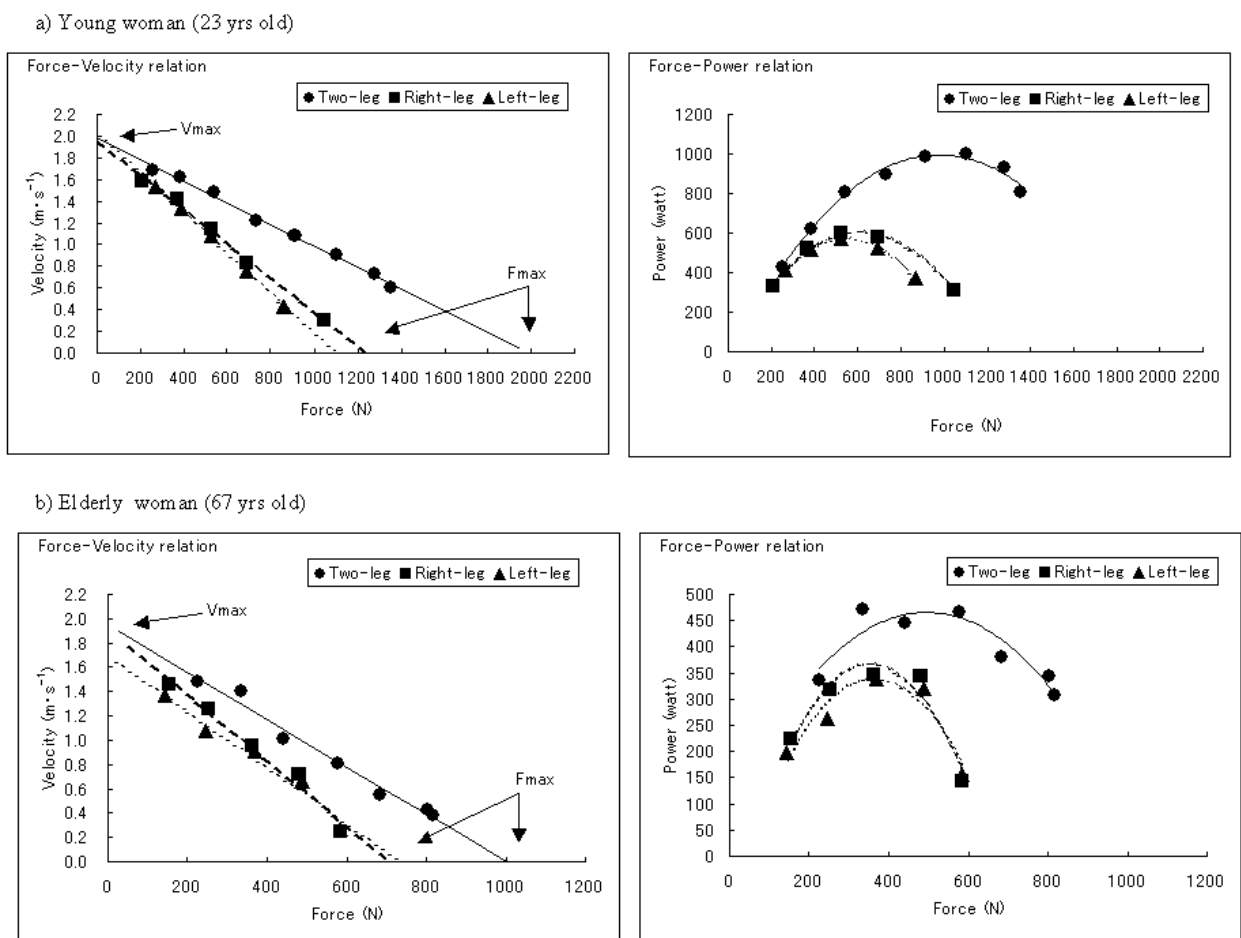 a) Young woman (23 yrs old)
Force-Velocity relation
● Two-leg ■ Right-leg ▲ Left-leg
Vmax
Fmax
2.2
2.0
1.8
1.6
1.4
1.2
1.0
0.8
0.6
0.4
0.2
0.0
Velocity (m・s⁻¹)
0 200 400 600 800 1000 1200 1400 1600 1800 2000 2200
Force (N)
Force-Power relation
● Two-leg ■ Right-leg ▲ Left-leg
1200
1000
800
600
400
200
0
Power (watt)
0 200 400 600 800 1000 1200 1400 1600 1800 2000 2200
Force (N)
b) Elderly woman (67 yrs old)
Force-Velocity relation
● Two-leg ■ Right-leg ▲ Left-leg
Vmax
Fmax
2.2
2.0
1.8
1.6
1.4
1.2
1.0
0.8
0.6
0.4
0.2
0.0
Velocity (m・s⁻¹)
0 200 400 600 800 1000 1200
Force (N)
Force-Power relation
● Two-leg ■ Right-leg ▲ Left-leg
500
450
400
350
300
250
200
150
100
50
0
Power (watt)
0 200 400 600 800 1000 1200
Force (N)